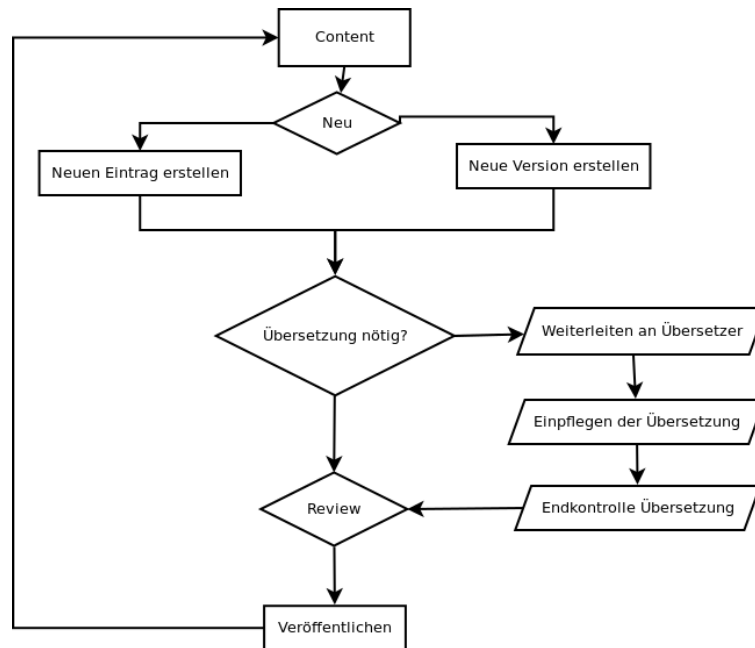 Content
Neu
Neuen Eintrag erstellen
Neue Version erstellen
Übersetzung nötig?
Weiterleiten an Übersetzer
Einpflegen der Übersetzung
Review
Endkontrolle Übersetzung
Veröffentlichen